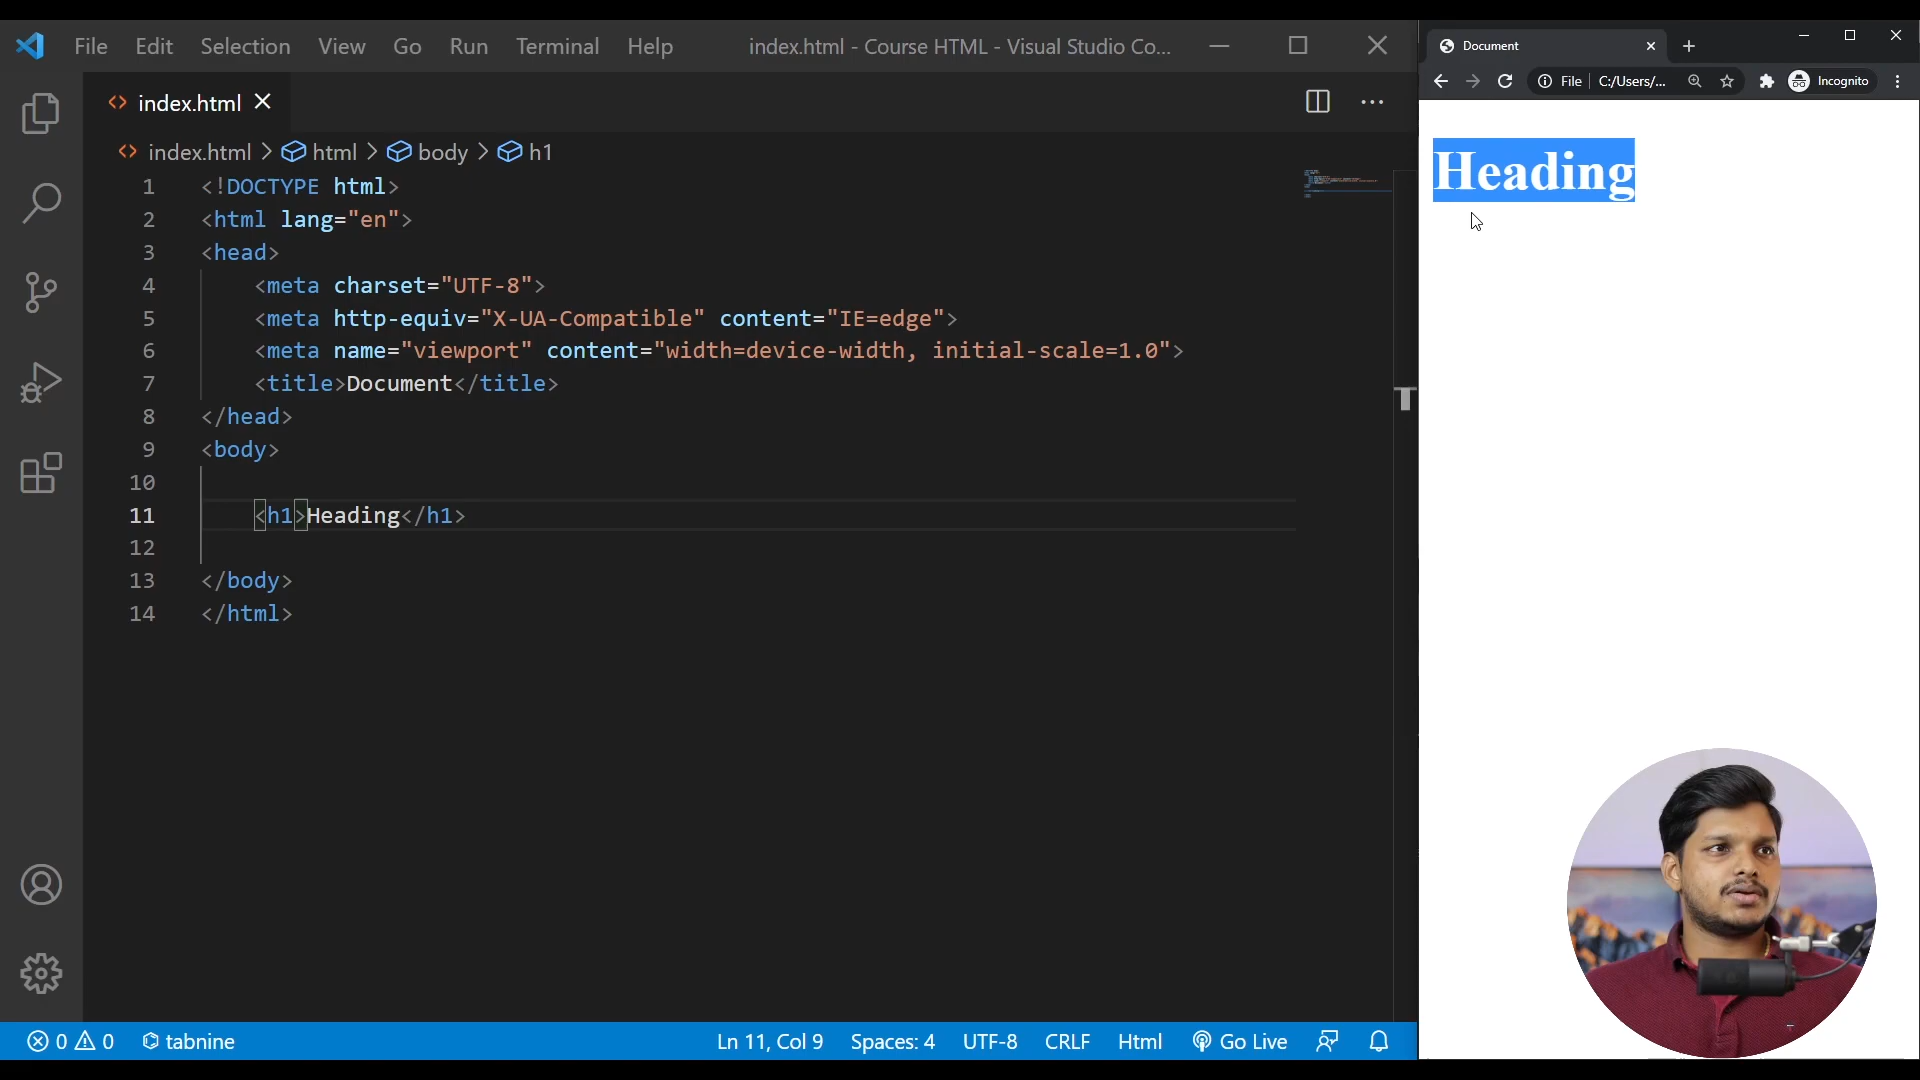 File Edit Selection View Go Run Terminal Help index.html - Course HTML - Visual Studio Co...
index.html
index.html > html > body > h1
1 <!DOCTYPE html>
2 <html lang="en">
3 <head>
4 <meta charset="UTF-8">
5 <meta http-equiv="X-UA-Compatible" content="IE=edge">
6 <meta name="viewport" content="width=device-width, initial-scale=1.0">
7 <title>Document</title>
8 </head>
9 <body>
10
11 <h1>Heading</h1>
12
13 </body>
14 </html>
0 0 tabnine Ln 11, Col 9 Spaces: 4 UTF-8 CRLF Html Go Live
Document
File C:/Users/... Incognito
Heading